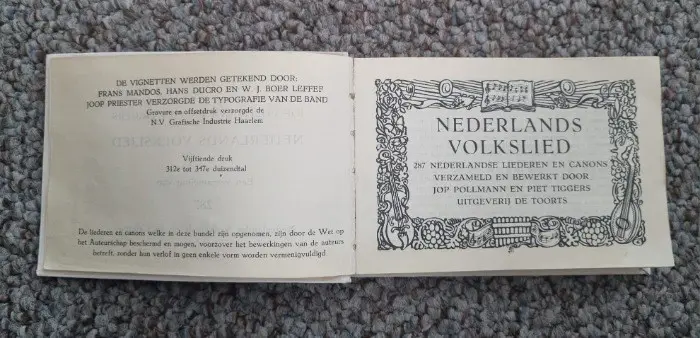 DE VIGNETTEN WERDEN GETEKEND DOOR:
FRANS MANDOS, HANS DUCRO EN W. J. BOER LEFFEF
JOOP PRIESTER VERZORGDE DE TYPOGRAFIE VAN DE BAND
Gravure en offsetdruk verzorgde de
N.V. Grafische Industrie Haarlem
Vijftiende druk
312e tot 347e duizendtal
De liederen en canons welke in deze bundel zijn opgenomen, zijn door de Wet op
het Auteurschap beschermd en mogen, voorzover het bewerkingen van de auteurs
betreft, zonder hun verlof in geen enkele vorm worden vermenigvuldigd.
NEDERLANDS
VOLKSLIED
287 NEDERLANDSE LIEDEREN EN CANONS
VERZAMELD EN BEWERKT DOOR
JOP POLLMANN EN PIET TIGGERS
UITGEVERIJ DE TOORTS